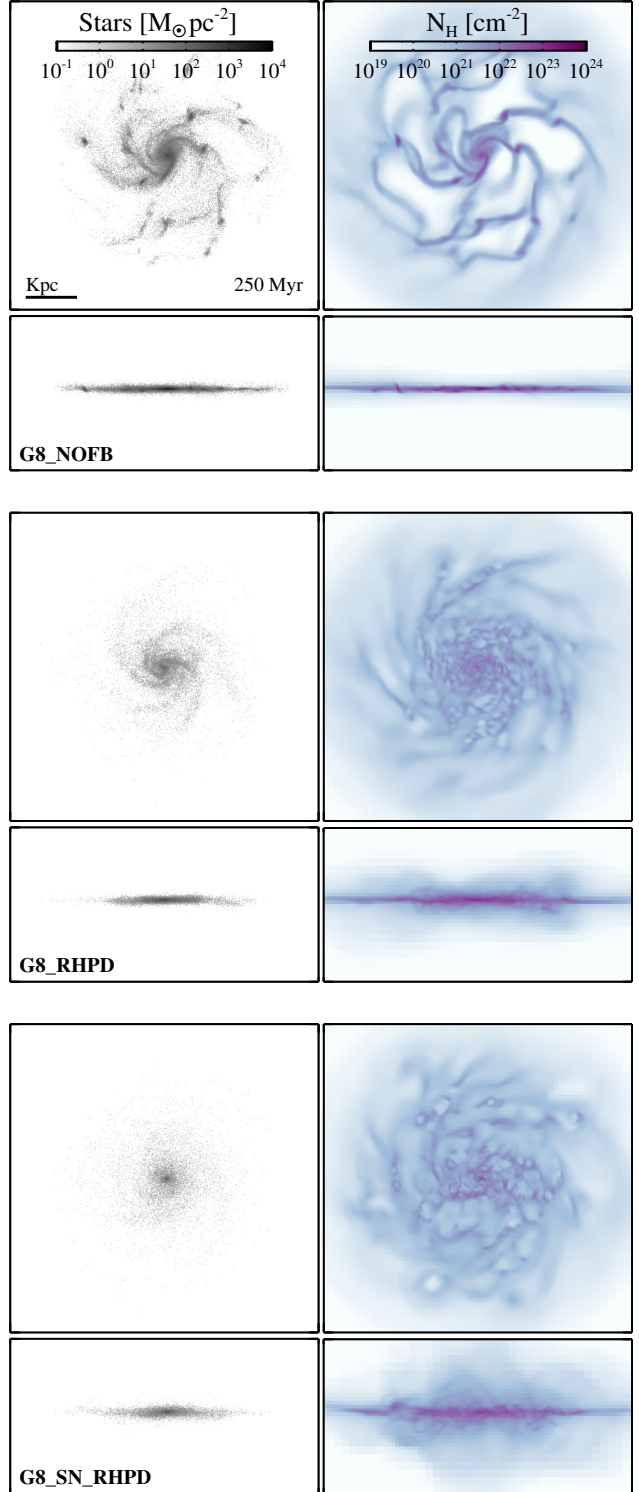 Stars [M⊙pc⁻²]
N_H [cm⁻²]
10⁻¹ 10⁰ 10¹ 10² 10³ 10⁴
10¹⁹ 10²⁰ 10²¹ 10²² 10²³ 10²⁴
Kpc
250 Myr
G8_NOFB
G8_RHPD
G8_SN_RHPD